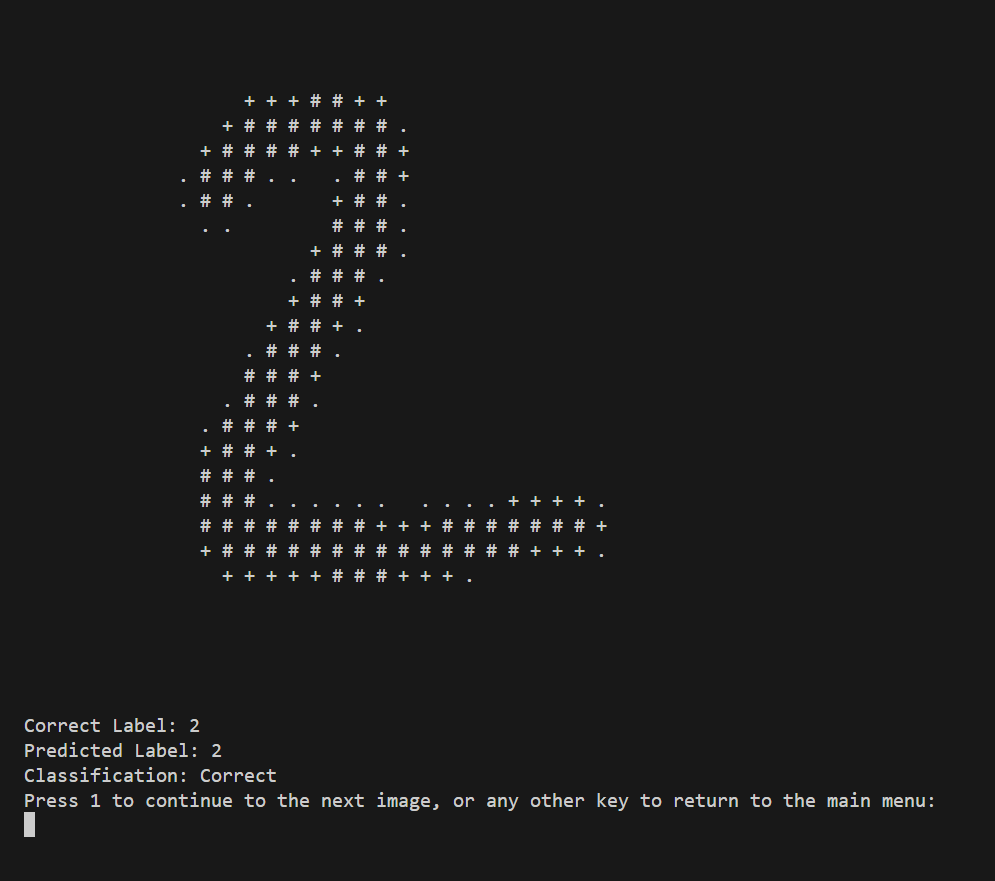 + + + # # + +
                  + # # # # # # # .
                + # # # # + + # # +
              . # # # . .   . # # +
              . # # .       + # # .
                . .         # # # .
                          + # # # .
                        . # # # .
                        + # # +
                      + # # + .
                    . # # # .
                    # # # +
                  . # # # .
                . # # # +
                + # # + .
                # # # .
                # # # . . . . . .   . . . . + + + + .
                # # # # # # # # + + + # # # # # # # +
                + # # # # # # # # # # # # # # + + + .
                  + + + + + # # # + + + .
Correct Label: 2
Predicted Label: 2
Classification: Correct
Press 1 to continue to the next image, or any other key to return to the main menu: